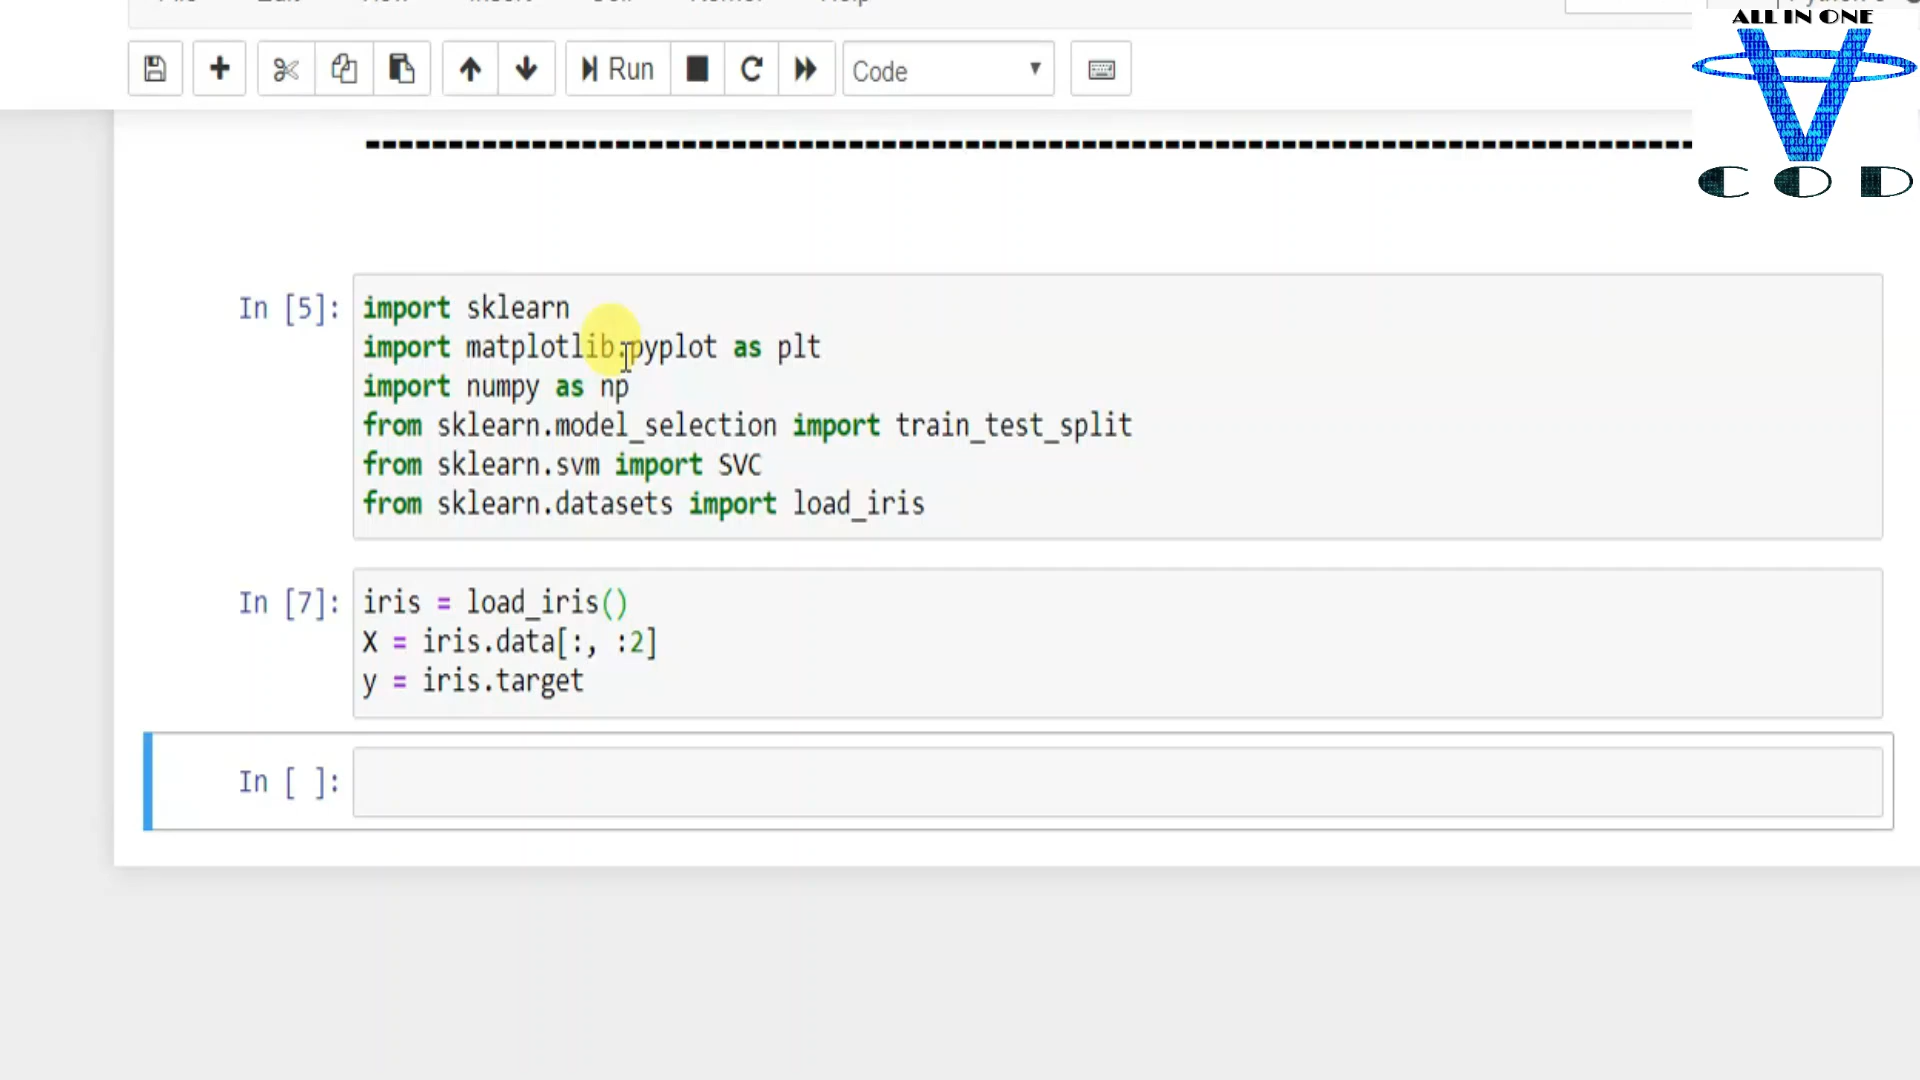 ALL IN ONE
COD
Run
Code
In [5]:
import sklearn
import matplotlib.pyplot as plt
import numpy as np
from sklearn.model_selection import train_test_split
from sklearn.svm import SVC
from sklearn.datasets import load_iris
In [7]:
iris = load_iris()
X = iris.data[:, :2]
y = iris.target
In [ ]: